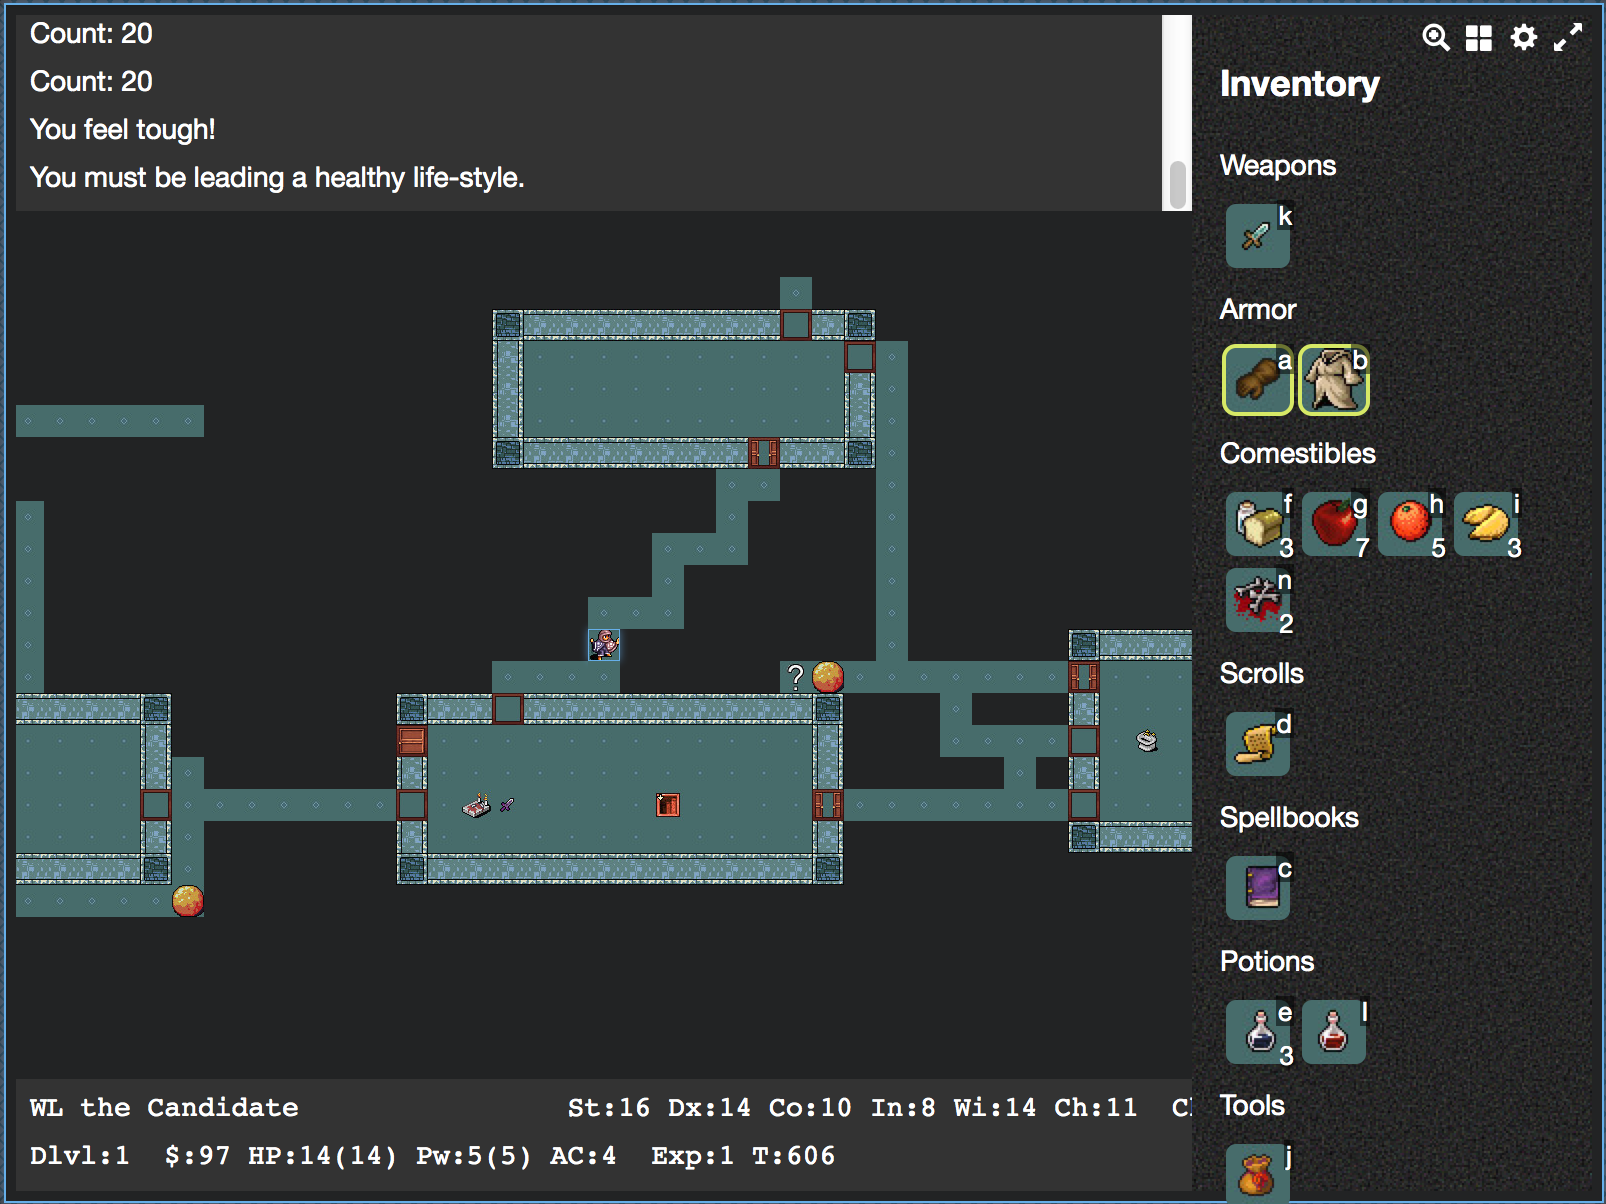 Count: 20
Count: 20
You feel tough!
You must be leading a healthy life-style.
?
WL the Candidate St:16 Dx:14 Co:10 In:8 Wi:14 Ch:11
Dlvl:1 $:97 HP:14(14) Pw:5(5) AC:4 Exp:1 T:606
Inventory
Weapons
k
Armor
a b
Comestibles
f g h i
3 7 5 3
n
2
Scrolls
d
Spellbooks
c
Potions
e l
3
Tools
j